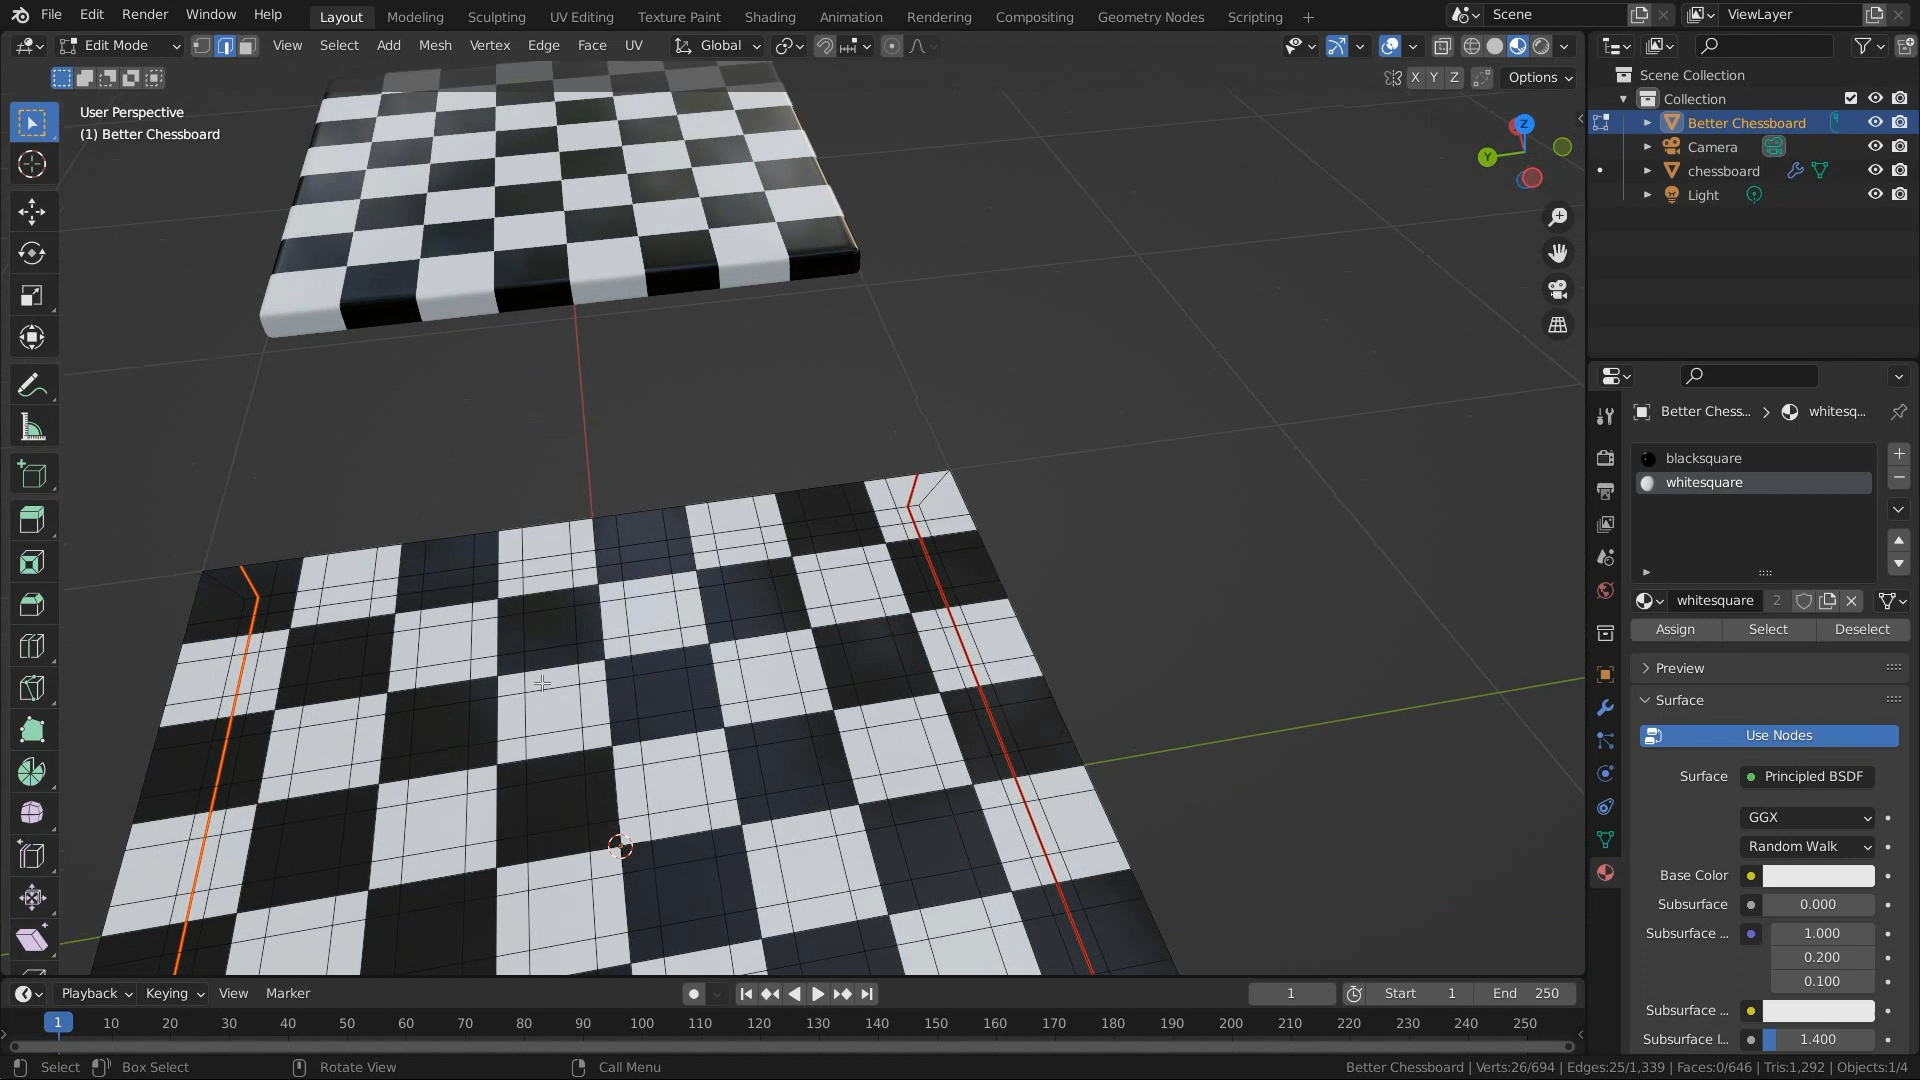 File Edit Render Window Help Layout Modeling Sculpting UV Editing Texture Paint Shading Animation Rendering Compositing Geometry Nodes Scripting + Scene ViewLayer
Edit Mode View Select Add Mesh Vertex Edge Face UV Global
X Y Z Options
User Perspective
(1) Better Chessboard
Z
Y
Scene Collection
Collection
Better Chessboard
Camera
chessboard
Light
Better Chess... > whitesq...
blacksquare
whitesquare
whitesquare 2
Assign Select Deselect
Preview
Surface
Use Nodes
Surface Principled BSDF
GGX
Random Walk
Base Color
Subsurface 0.000
Subsurface ... 1.000
0.200
0.100
Subsurface ...
Subsurface I... 1.400
Playback Keying View Marker 1 Start 1 End 250
1 10 20 30 40 50 60 70 80 90 100 110 120 130 140 150 160 170 180 190 200 210 220 230 240 250
Select Box Select Rotate View Call Menu Better Chessboard | Verts:26/694 | Edges:25/1,339 | Faces:0/646 | Tris:1,292 | Objects:1/4